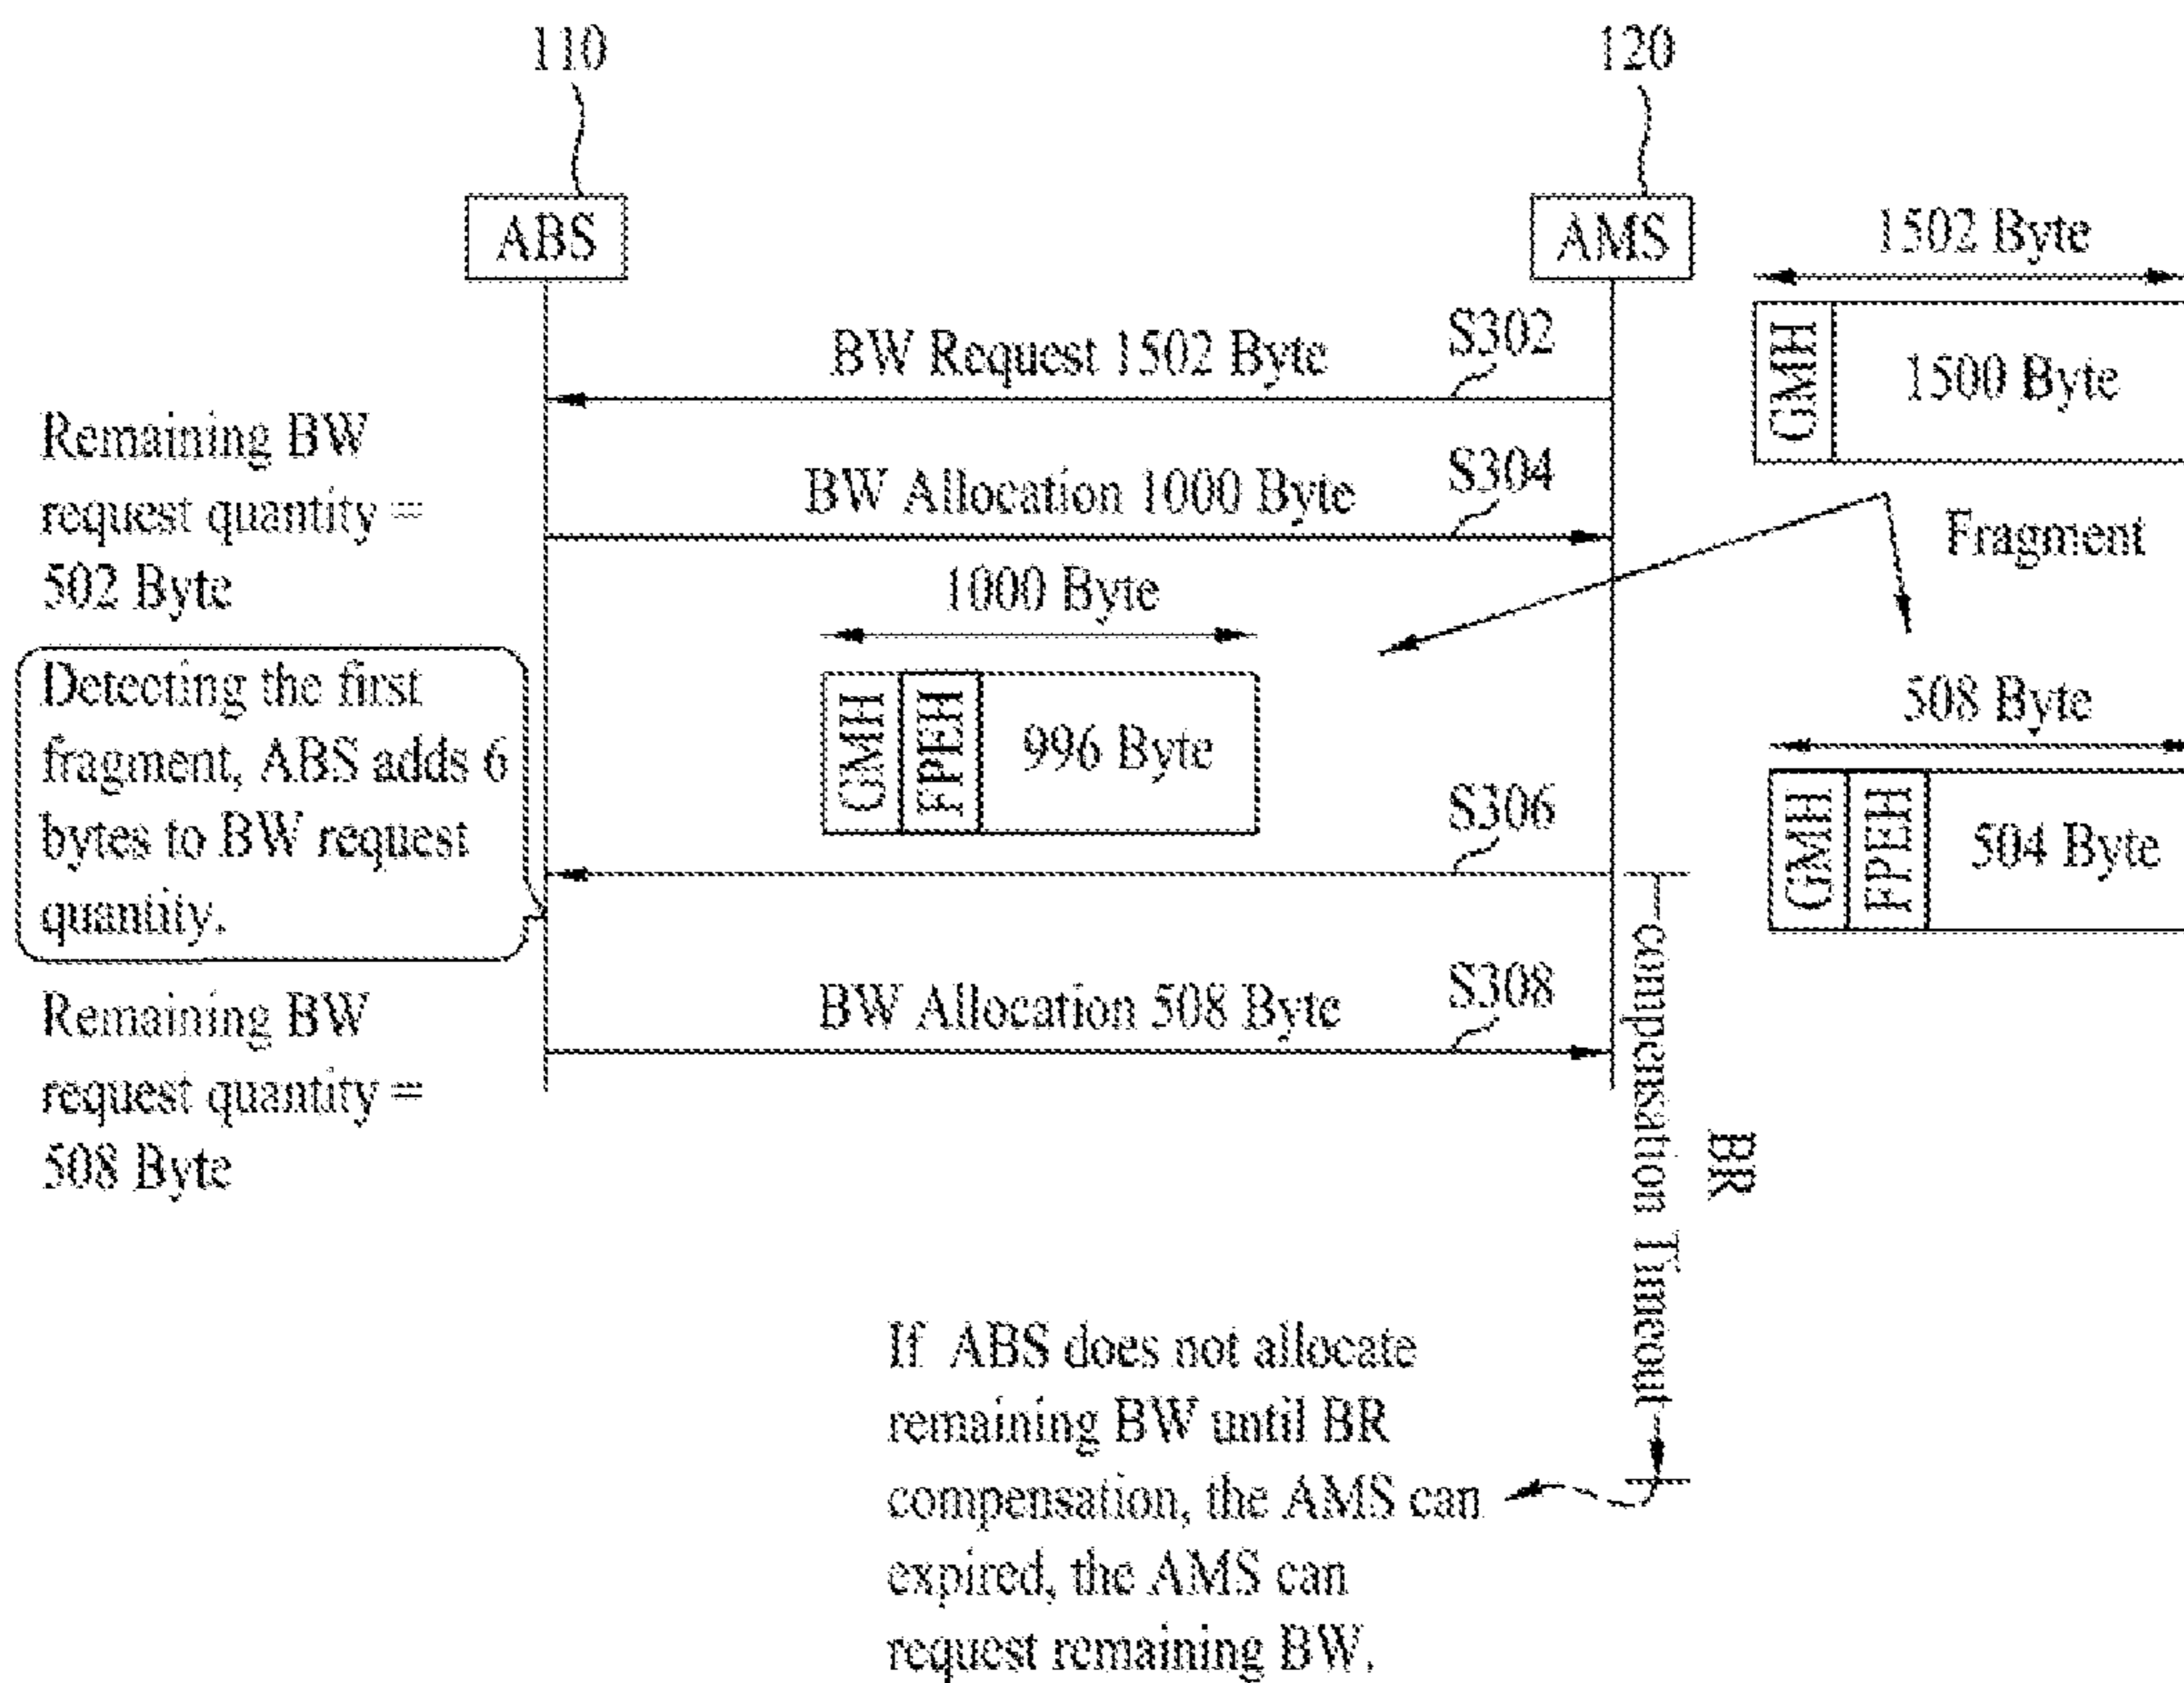 110
120
ABS
AMS
1502 Byte
GMH
1500 Byte
BW Request 1502 Byte
S302
Remaining BW
request quantity =
502 Byte
BW Allocation 1000 Byte
S304
Fragment
1000 Byte
GMH
FPEH
996 Byte
508 Byte
GMH
FPEH
504 Byte
Detecting the first
fragment, ABS adds 6
bytes to BW request
quantity.
S306
Remaining BW
request quantity =
508 Byte
BW Allocation 508 Byte
S308
BR
compensation Timeout
If ABS does not allocate
remaining BW until BR
compensation, the AMS can
expired, the AMS can
request remaining BW.